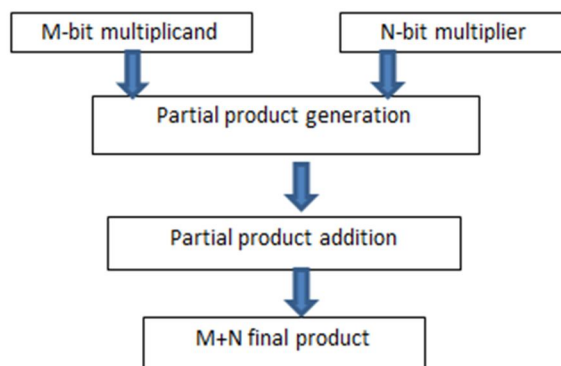 M-bit multiplicand
N-bit multiplier
Partial product generation
Partial product addition
M+N final product